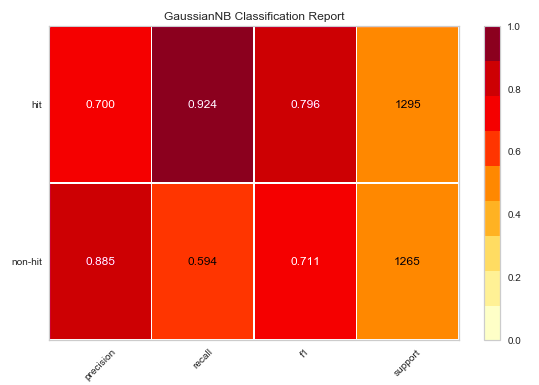 GaussianNB Classification Report
hit 0.700 0.924 0.796 1295
non-hit 0.885 0.594 0.711 1265
precision recall f1 support
1.0
0.8
0.6
0.4
0.2
0.0